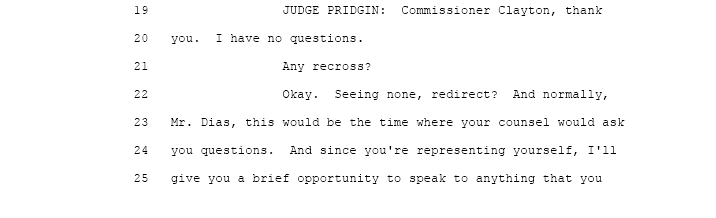 19 JUDGE PRIDGIN: Commissioner Clayton, thank
20 you. I have no questions.
21 Any recross?
22 Okay. Seeing none, redirect? And normally,
23 Mr. Dias, this would be the time where your counsel would ask
24 you questions. And since you're representing yourself, I'll
25 give you a brief opportunity to speak to anything that you